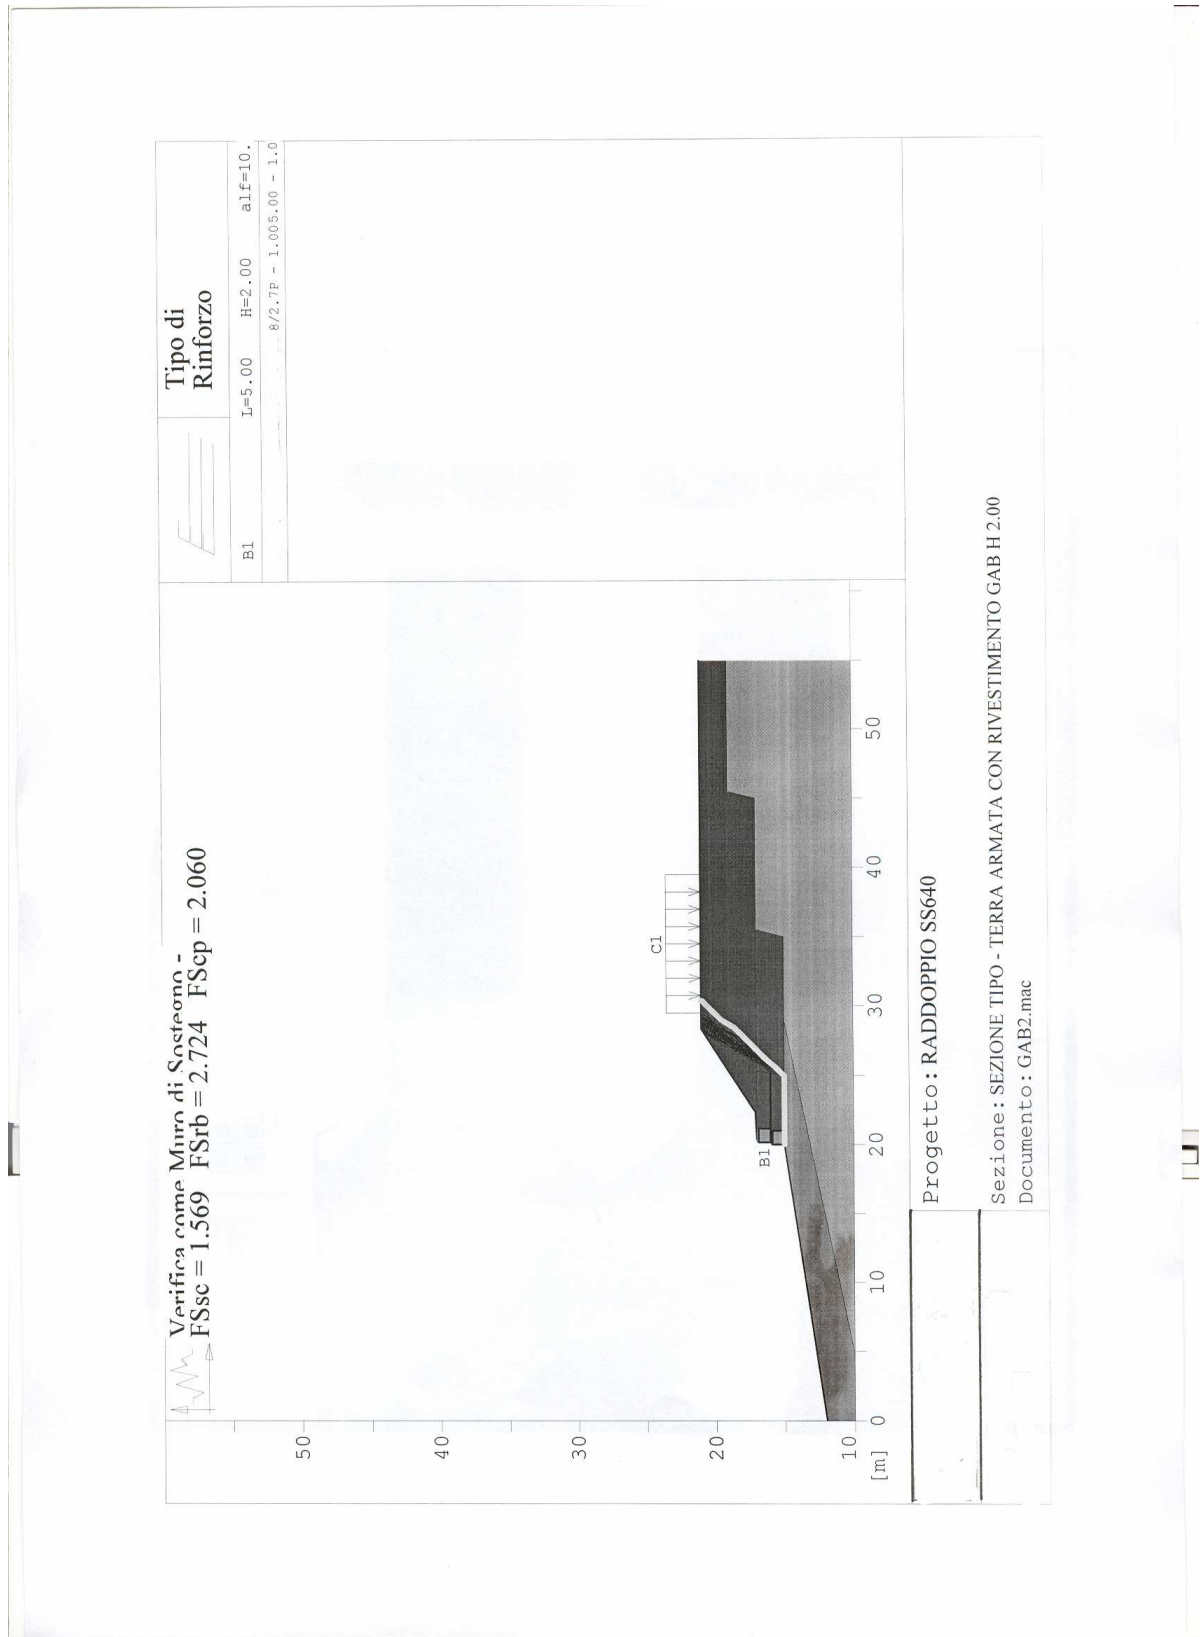 Verifica come Muro di Sostegno -
FSsc = 1.569 FSrb = 2.724 FScp = 2.060
Tipo di
Rinforzo
B1 L=5.00 H=2.00 alf=10.
8/2.7P - 1.005.00 - 1.0
50
40
30
20
10
[m]
0 10 20 30 40 50
C1
B1
Progetto: RADDOPPIO SS640
Sezione: SEZIONE TIPO - TERRA ARMATA CON RIVESTIMENTO GAB H 2.00
Documento: GAB2.mac